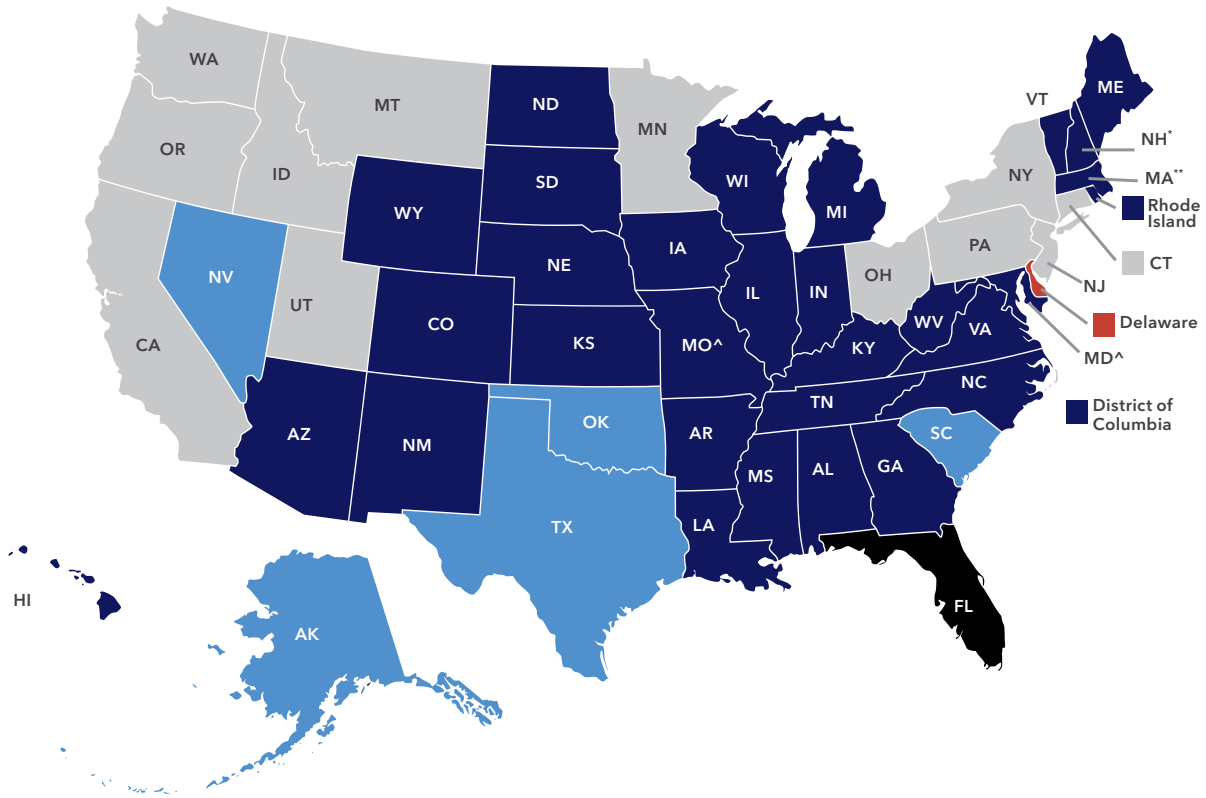 WA
MT
ND
MN
OR
ID
SD
WI
MI
VT
ME
NH*
NY
MA**
Rhode
Island
WY
NV
UT
NE
IA
PA
CT
OH
NJ
IL
IN
CA
CO
KS
MO^
WV
VA
Delaware
KY
MD^
NC
TN
District of
Columbia
AZ
NM
OK
AR
SC
MS
AL
GA
TX
LA
HI
AK
FL